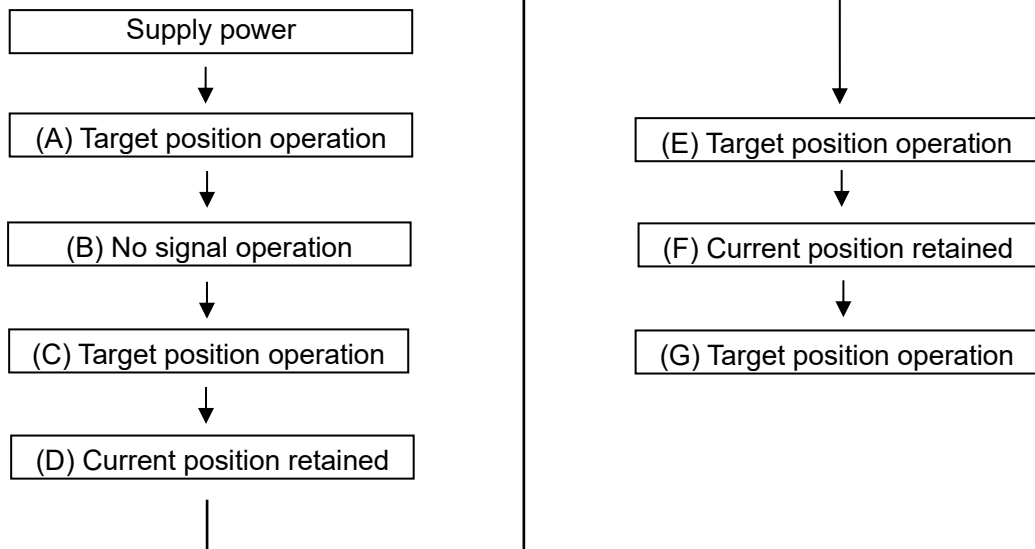 Supply power
(A) Target position operation
(B) No signal operation
(C) Target position operation
(D) Current position retained
(E) Target position operation
(F) Current position retained
(G) Target position operation